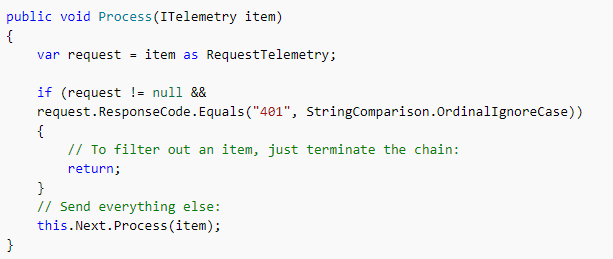 public void Process(ITelemetry item)
{
    var request = item as RequestTelemetry;

    if (request != null &&
    request.ResponseCode.Equals("401", StringComparison.OrdinalIgnoreCase))
    {
        // To filter out an item, just terminate the chain:
        return;
    }
    // Send everything else:
    this.Next.Process(item);
}